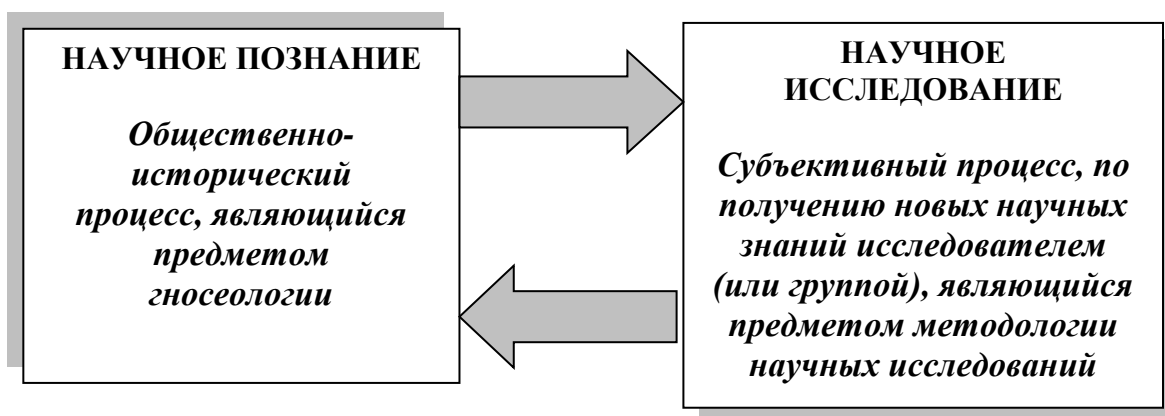 НАУЧНОЕ ПОЗНАНИЕ
Общественно-
исторический
процесс, являющийся
предметом
гносеологии
НАУЧНОЕ
ИССЛЕДОВАНИЕ
Субъективный процесс, по
получению новых научных
знаний исследователем
(или группой), являющийся
предметом методологии
научных исследований